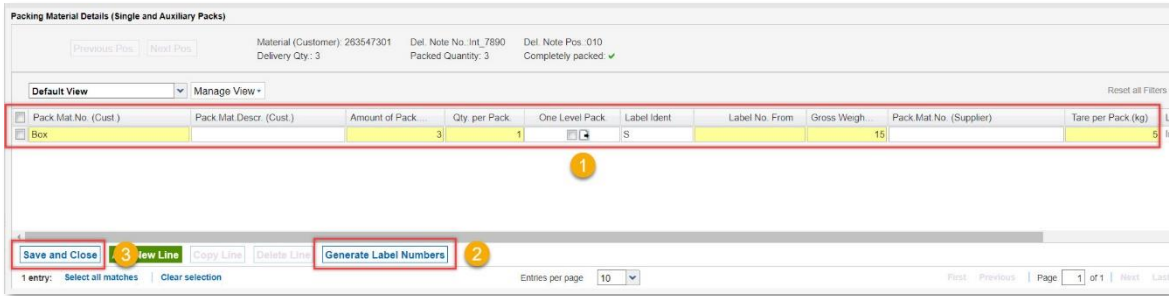 Packing Material Details (Single and Auxiliary Packs)
Previous Pos. Next Pos.
Material (Customer): 263547301 Del. Note No.:Int_7890 Del. Note Pos.:010
Delivery Qty.: 3 Packed Quantity: 3 Completely packed:
Default View Manage View Reset all Filters
Pack.Mat.No. (Cust.) Pack.Mat.Descr. (Cust.) Amount of Pack.... Qty. per Pack. One Level Pack. Label Ident Label No. From Gross Weigh... Pack.Mat.No. (Supplier) Tare per Pack.(kg)
Box 3 1 S 15 5
1
Save and Close 3 New Line Copy Line Delete Line Generate Label Numbers 2
1 entry: Select all matches Clear selection Entries per page 10 First Previous Page 1 of 1 Next